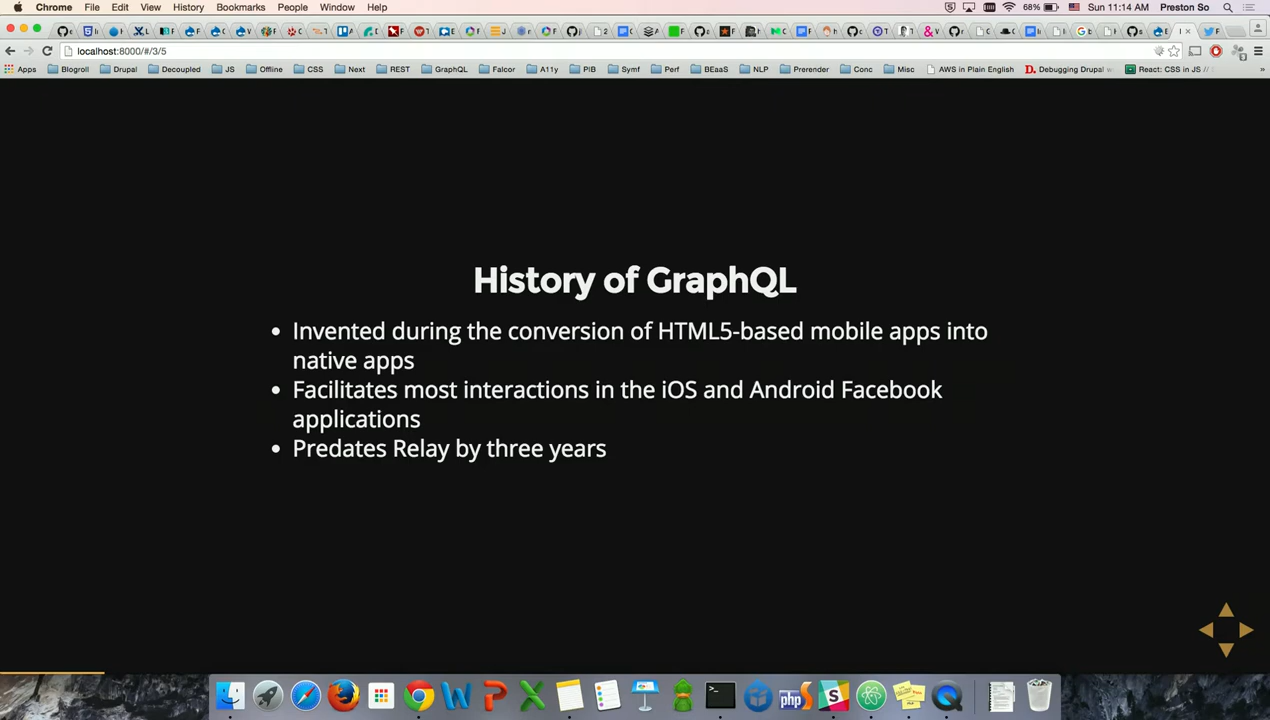 Chrome File Edit View History Bookmarks People Window Help 68% Sun 11:14 AM Preston So
localhost:8000/#/3/5
Apps Blogroll Drupal Decoupled JS Offline CSS Next REST GraphQL Falcor A11y PIB Symf Perf BEaaS NLP Prerender Conc Misc AWS in Plain English Debugging Drupal React: CSS in JS //
History of GraphQL
• Invented during the conversion of HTML5-based mobile apps into
native apps
• Facilitates most interactions in the iOS and Android Facebook
applications
• Predates Relay by three years